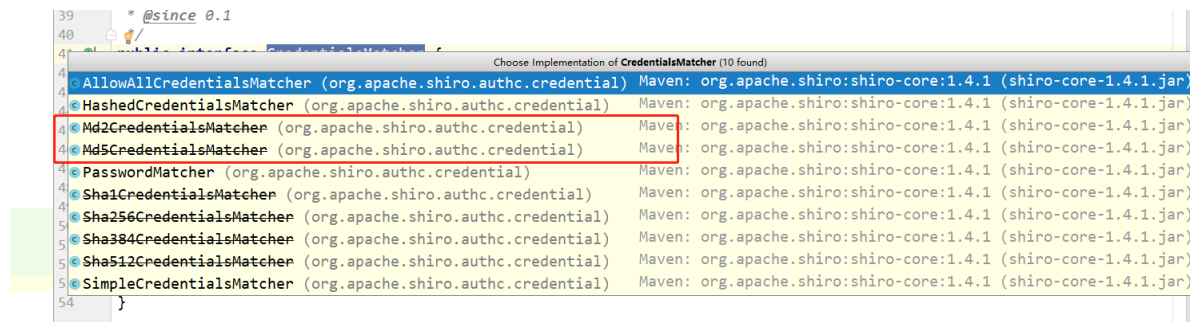 39 * @since 0.1
40 */
public interface CredentialsMatcher {
Choose Implementation of CredentialsMatcher (10 found)
AllowAllCredentialsMatcher (org.apache.shiro.authc.credential) Maven: org.apache.shiro:shiro-core:1.4.1 (shiro-core-1.4.1.jar)
HashedCredentialsMatcher (org.apache.shiro.authc.credential) Maven: org.apache.shiro:shiro-core:1.4.1 (shiro-core-1.4.1.jar)
Md2CredentialsMatcher (org.apache.shiro.authc.credential) Maven: org.apache.shiro:shiro-core:1.4.1 (shiro-core-1.4.1.jar)
Md5CredentialsMatcher (org.apache.shiro.authc.credential) Maven: org.apache.shiro:shiro-core:1.4.1 (shiro-core-1.4.1.jar)
PasswordMatcher (org.apache.shiro.authc.credential) Maven: org.apache.shiro:shiro-core:1.4.1 (shiro-core-1.4.1.jar)
Sha1CredentialsMatcher (org.apache.shiro.authc.credential) Maven: org.apache.shiro:shiro-core:1.4.1 (shiro-core-1.4.1.jar)
Sha256CredentialsMatcher (org.apache.shiro.authc.credential) Maven: org.apache.shiro:shiro-core:1.4.1 (shiro-core-1.4.1.jar)
Sha384CredentialsMatcher (org.apache.shiro.authc.credential) Maven: org.apache.shiro:shiro-core:1.4.1 (shiro-core-1.4.1.jar)
Sha512CredentialsMatcher (org.apache.shiro.authc.credential) Maven: org.apache.shiro:shiro-core:1.4.1 (shiro-core-1.4.1.jar)
SimpleCredentialsMatcher (org.apache.shiro.authc.credential) Maven: org.apache.shiro:shiro-core:1.4.1 (shiro-core-1.4.1.jar)
54 }